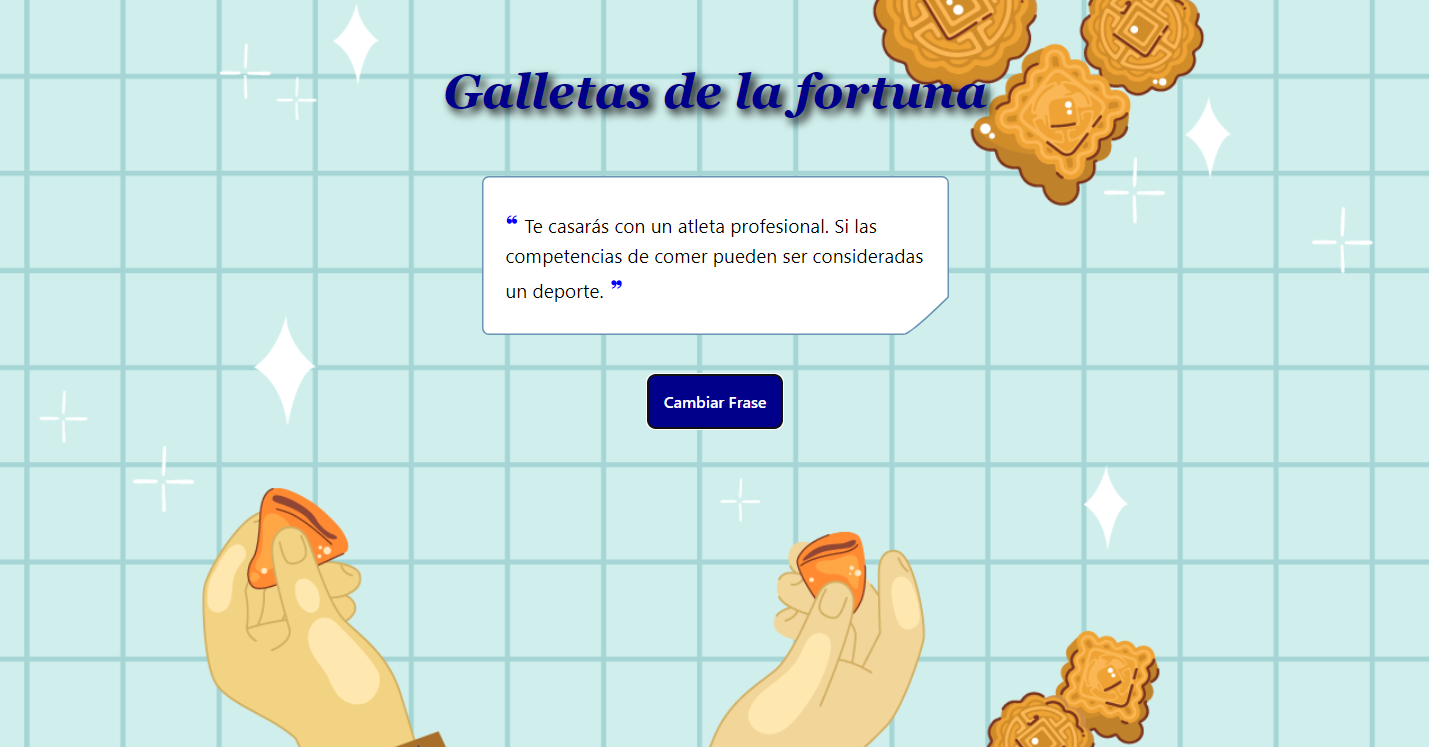 Galletas de la fortuna
❝ Te casarás con un atleta profesional. Si las
competencias de comer pueden ser consideradas
un deporte. ❞
Cambiar Frase